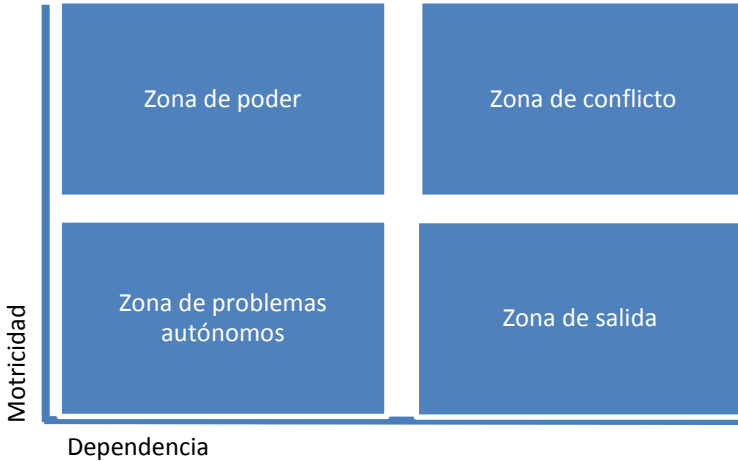 Zona de poder
Zona de conflicto
Zona de problemas
autónomos
Zona de salida
Motricidad
Dependencia